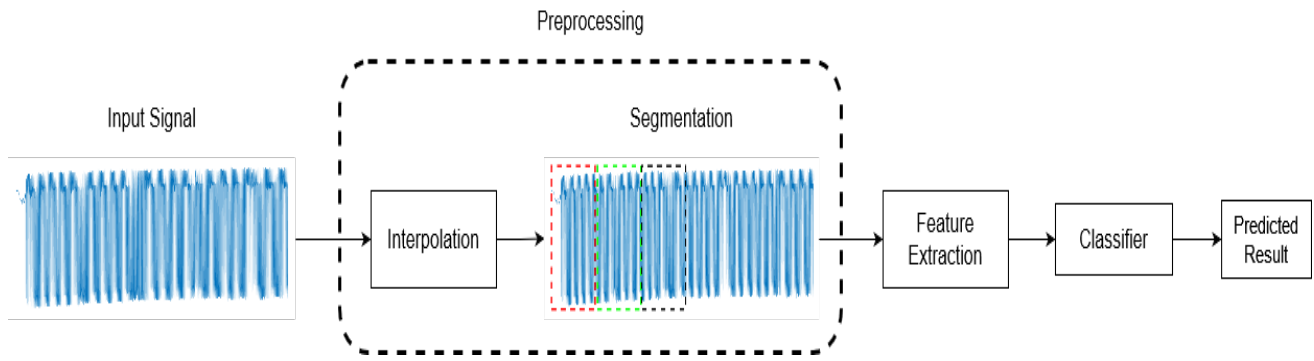 Preprocessing
Input Signal
Segmentation
Interpolation
Feature
Extraction
Classifier
Predicted
Result